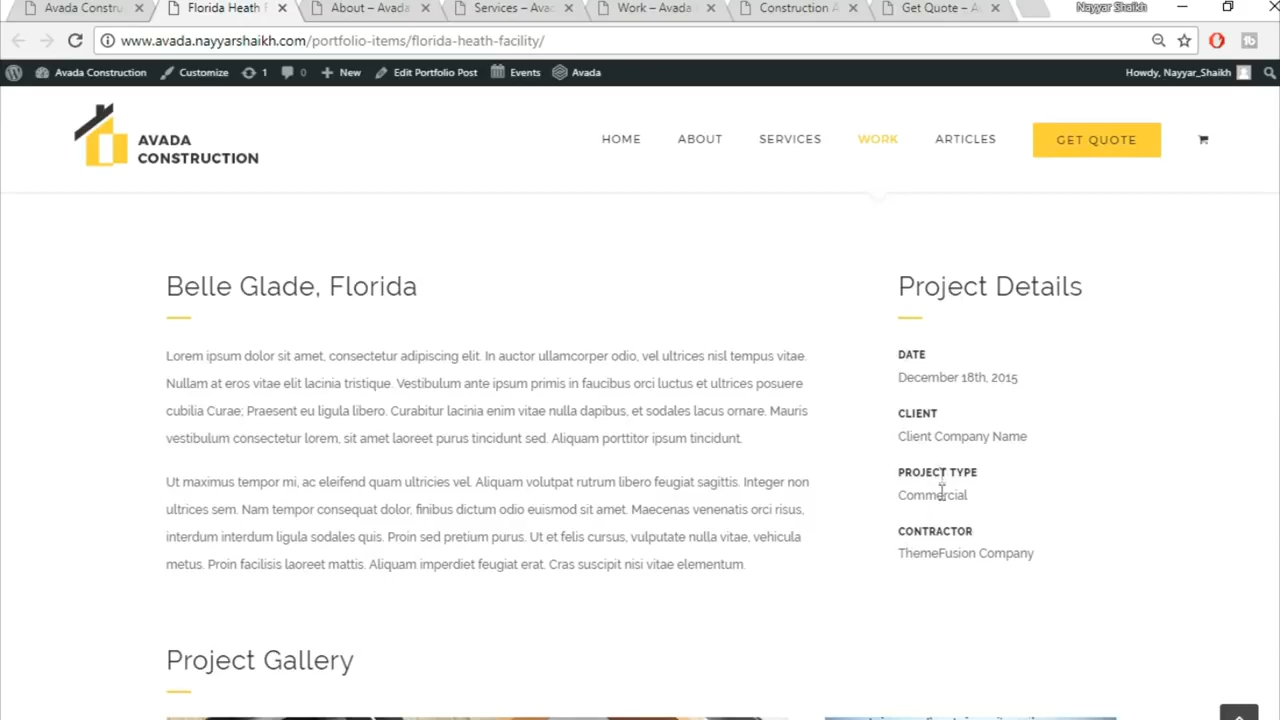 Avada Constru
Florida Heath F
About – Avada
Services – Avad
Work – Avada
Construction A
Get Quote – A
Nayyar Shaikh
www.avada.nayyarshaikh.com/portfolio-items/florida-heath-facility/
Avada Construction
Customize
1
0
New
Edit Portfolio Post
Events
Avada
Howdy, Nayyar_Shaikh
AVADA
CONSTRUCTION
HOME
ABOUT
SERVICES
WORK
ARTICLES
GET QUOTE
Belle Glade, Florida
Lorem ipsum dolor sit amet, consectetur adipiscing elit. In auctor ullamcorper odio, vel ultrices nisl tempus vitae.
Nullam at eros vitae elit lacinia tristique. Vestibulum ante ipsum primis in faucibus orci luctus et ultrices posuere
cubilia Curae; Praesent eu ligula libero. Curabitur lacinia enim vitae nulla dapibus, et sodales lacus ornare. Mauris
vestibulum consectetur lorem, sit amet laoreet purus tincidunt sed. Aliquam porttitor ipsum tincidunt.
Ut maximus tempor mi, ac eleifend quam ultricies vel. Aliquam volutpat rutrum libero feugiat sagittis. Integer non
ultrices sem. Nam tempor consequat dolor, finibus dictum odio euismod sit amet. Maecenas venenatis orci risus,
interdum interdum ligula sodales quis. Proin sed pretium purus. Ut et felis cursus, vulputate nulla vitae, vehicula
metus. Proin facilisis laoreet mattis. Aliquam imperdiet feugiat erat. Cras suscipit nisi vitae elementum.
Project Details
DATE
December 18th, 2015
CLIENT
Client Company Name
PROJECT TYPE
Commercial
CONTRACTOR
ThemeFusion Company
Project Gallery